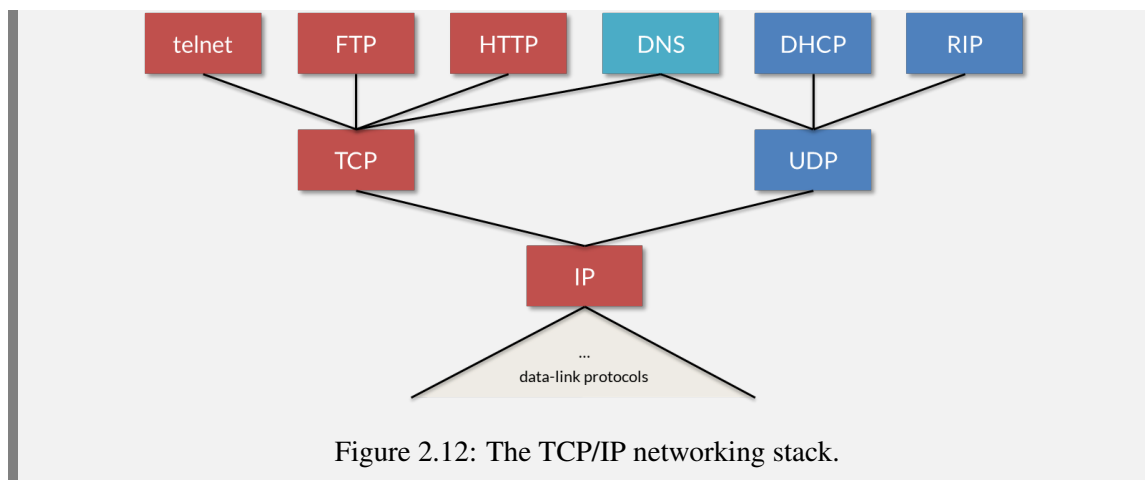 telnet FTP HTTP DNS DHCP RIP
TCP UDP
IP
...
data-link protocols
Figure 2.12: The TCP/IP networking stack.